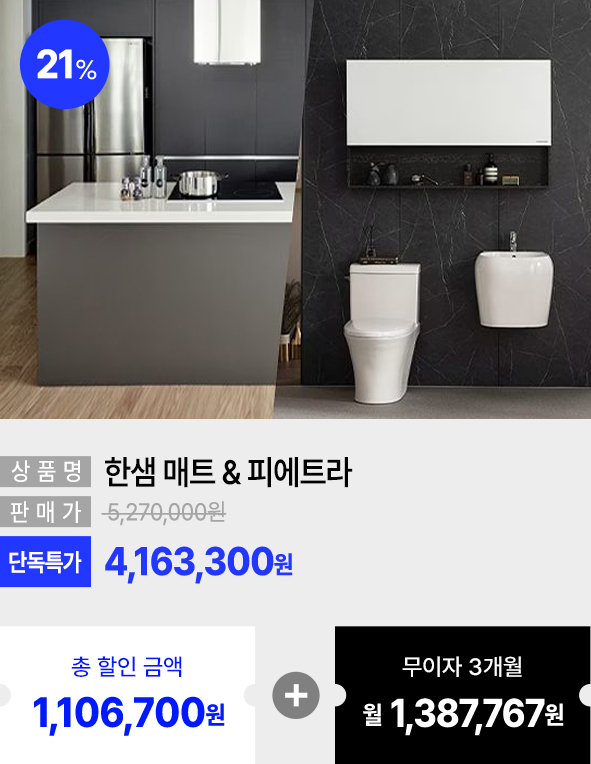 21%
상품명 한샘 매트 & 피에트라
판매가 5,270,000원
단독특가 4,163,300원
총 할인 금액
1,106,700원
+
무이자 3개월
월 1,387,767원